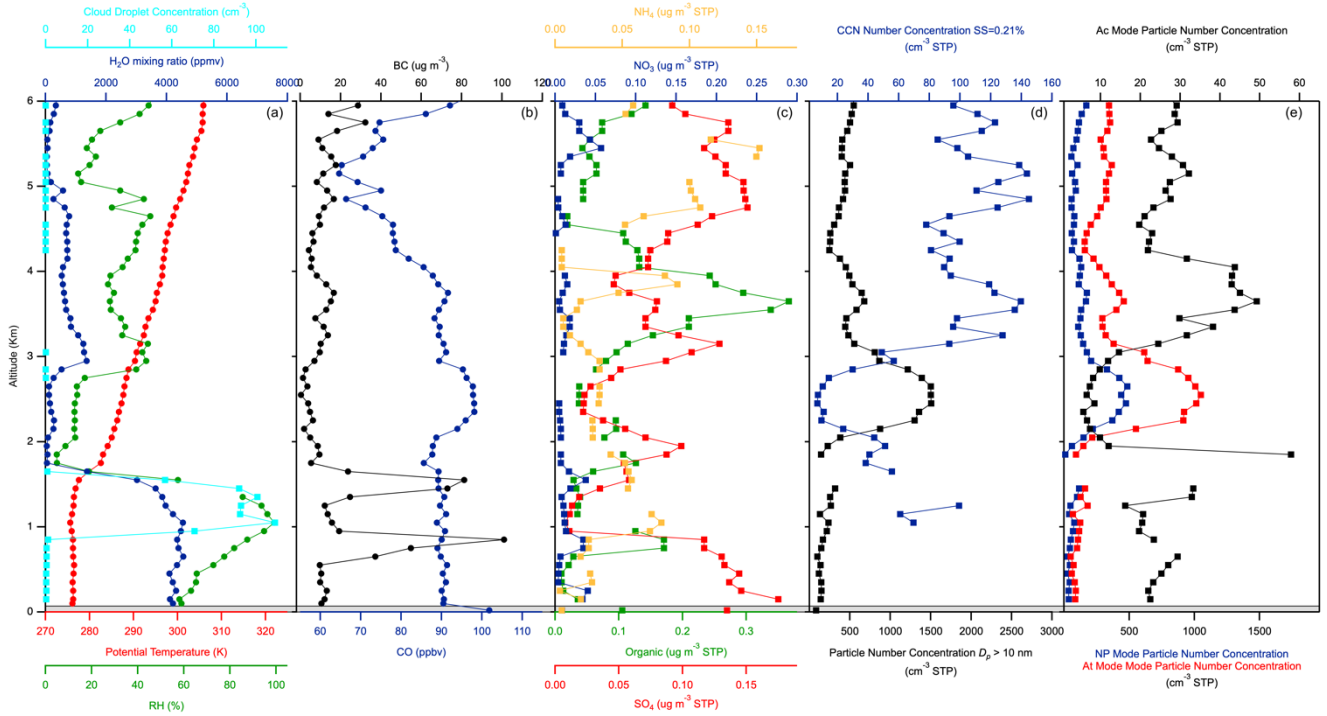 Cloud Droplet Concentration (cm⁻³)
0 20 40 60 80 100
H₂O mixing ratio (ppmv)
0 2000 4000 6000 8000
BC (ug m⁻³)
0 20 40 60 80 100 120
NH₄ (ug m⁻³ STP)
0.00 0.05 0.10 0.15
NO₃ (ug m⁻³ STP)
0.00 0.05 0.10 0.15 0.20 0.25 0.30
CCN Number Concentration SS=0.21%
(cm⁻³ STP)
0 20 40 60 80 100 120 140 160
Ac Mode Particle Number Concentration
(cm⁻³ STP)
10 20 30 40 50 60
(a) (b) (c) (d) (e)
Altitude (Km)
6
5
4
3
2
1
0
270 280 290 300 310 320
Potential Temperature (K)
0 20 40 60 80 100
RH (%)
60 70 80 90 100 110
CO (ppbv)
0.0 0.1 0.2 0.3
Organic (ug m⁻³ STP)
0.00 0.05 0.10 0.15
SO₄ (ug m⁻³ STP)
500 1000 1500 2000 2500 3000
Particle Number Concentration Dₚ > 10 nm
(cm⁻³ STP)
0 500 1000 1500
NP Mode Particle Number Concentration
At Mode Mode Particle Number Concentration
(cm⁻³ STP)